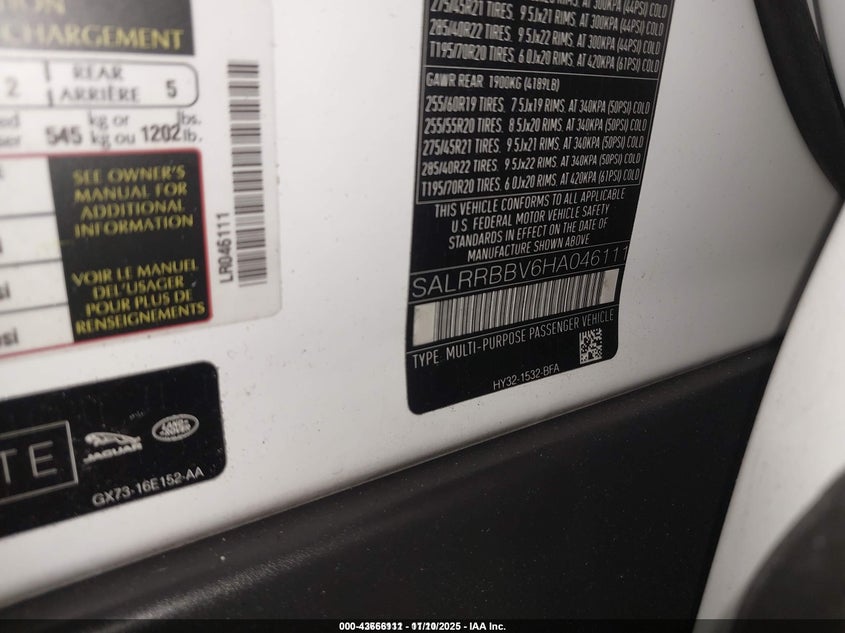 TION
CHARGEMENT
2 REAR ARRIÈRE 5
545 kg or kg ou 1202 lbs. lb.
SEE OWNER'S
MANUAL FOR
ADDITIONAL
INFORMATION
VOIR LE MANUEL
DEL'USAGER
POUR PLUS DE
RENSEIGNEMENTS
LR046111
TE
JAGUAR
LAND ROVER
GX73-16E152-AA
275/45R21 TIRES, 9 5Jx21 RIMS, AT 300KPA (44PSI) COLD
285/40R22 TIRES, 9 5Jx22 RIMS, AT 300KPA (44PSI) COLD
T195/70R20 TIRES, 6 0Jx20 RIMS, AT 420KPA (61PSI) COLD
GAWR REAR 1900KG (4189LB)
255/60R19 TIRES, 7 5Jx19 RIMS, AT 340KPA (50PSI) COLD
255/55R20 TIRES, 8 5Jx20 RIMS, AT 340KPA (50PSI) COLD
275/45R21 TIRES, 9 5Jx21 RIMS, AT 340KPA (50PSI) COLD
285/40R22 TIRES, 9 5Jx22 RIMS, AT 340KPA (50PSI) COLD
T195/70R20 TIRES, 6 0Jx20 RIMS, AT 420KPA (61PSI) COLD
THIS VEHICLE CONFORMS TO ALL APPLICABLE
U.S. FEDERAL MOTOR VEHICLE SAFETY
STANDARDS IN EFFECT ON THE DATE OF
MANUFACTURE SHOWN ABOVE
SALRRBBV6HA046111
TYPE: MULTI-PURPOSE PASSENGER VEHICLE
HY32-1532-BFA
- IAA Inc.